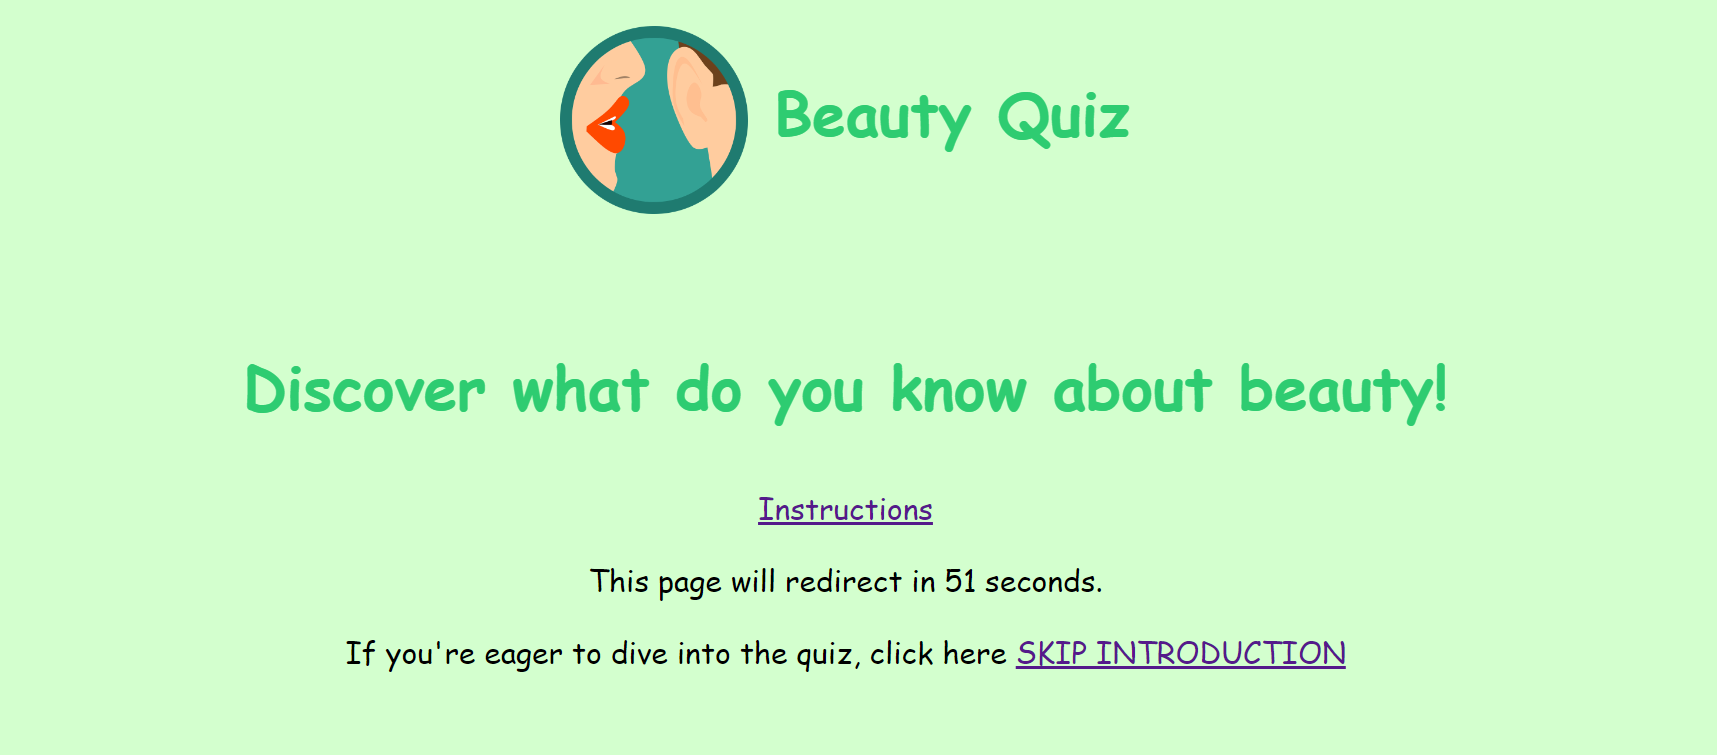 Beauty Quiz
Discover what do you know about beauty!
Instructions
This page will redirect in 51 seconds.
If you're eager to dive into the quiz, click here SKIP INTRODUCTION